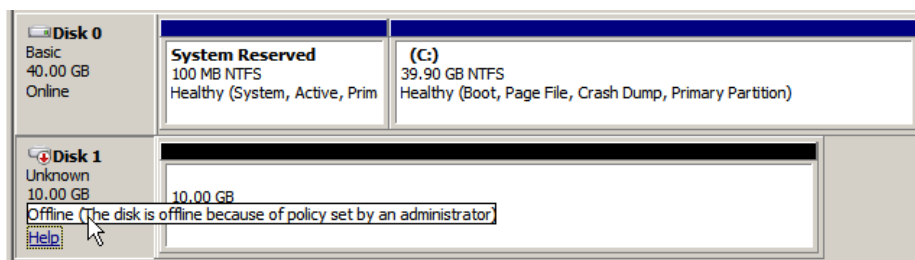 Disk 0
Basic
40.00 GB
Online
System Reserved
100 MB NTFS
Healthy (System, Active, Prim
(C:)
39.90 GB NTFS
Healthy (Boot, Page File, Crash Dump, Primary Partition)
Disk 1
Unknown
10.00 GB
10.00 GB
Offline (The disk is offline because of policy set by an administrator)
Help